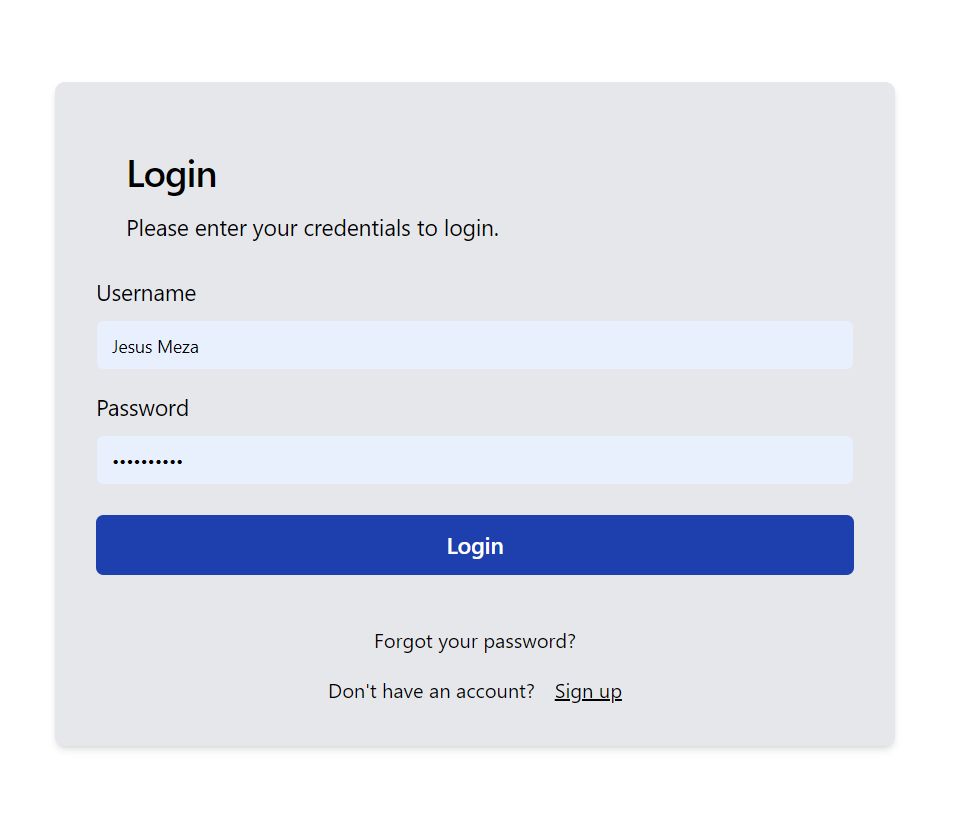 Login
Please enter your credentials to login.
Username
Jesus Meza
Password
••••••••••
Login
Forgot your password?
Don't have an account? Sign up